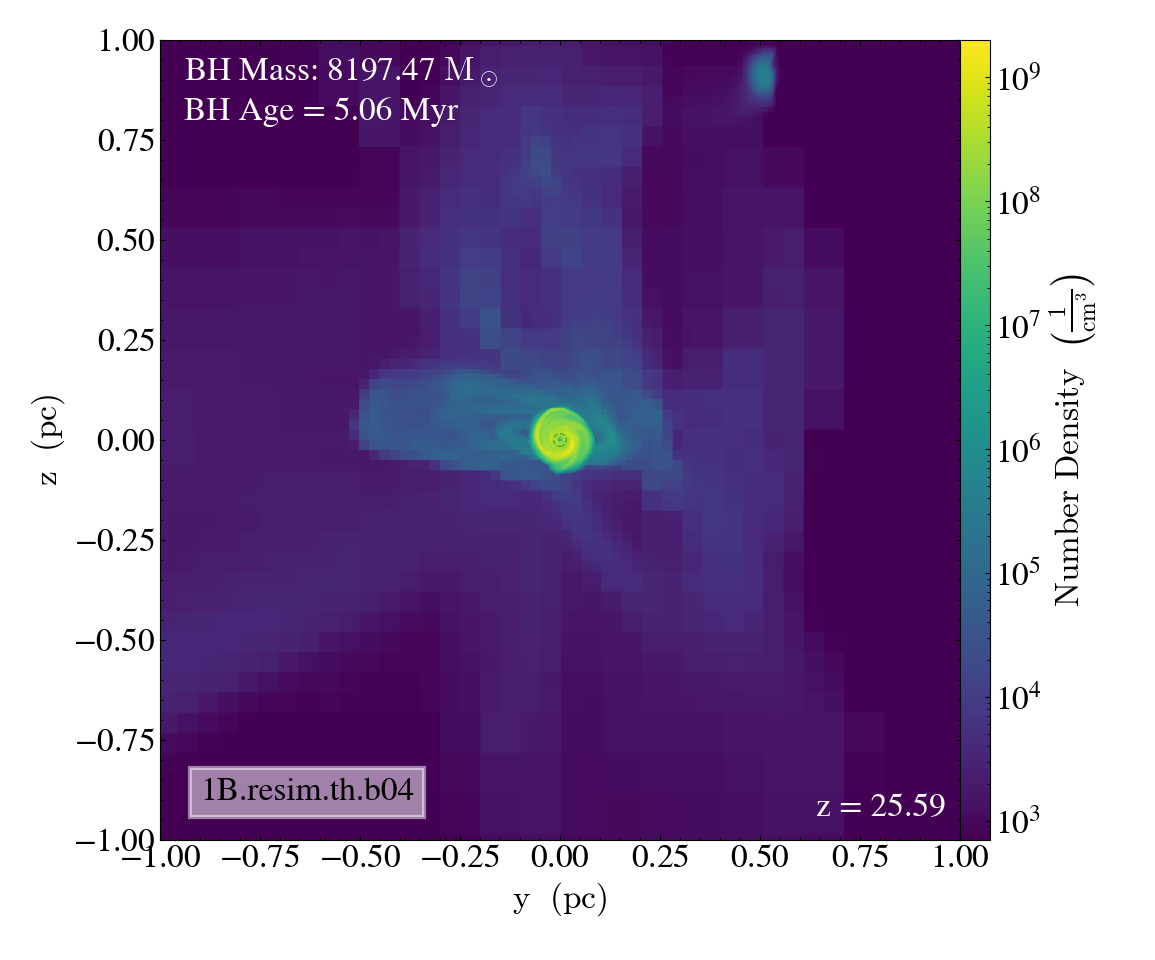 BH Mass: 8197.47 M⊙
BH Age = 5.06 Myr
1B.resim.th.b04
z = 25.59
1.00
0.75
0.50
0.25
0.00
−0.25
−0.50
−0.75
−1.00
z (pc)
−1.00 −0.75 −0.50 −0.25 0.00 0.25 0.50 0.75 1.00
y (pc)
10⁹
10⁸
10⁷
10⁶
10⁵
10⁴
10³
Number Density (1/cm³)